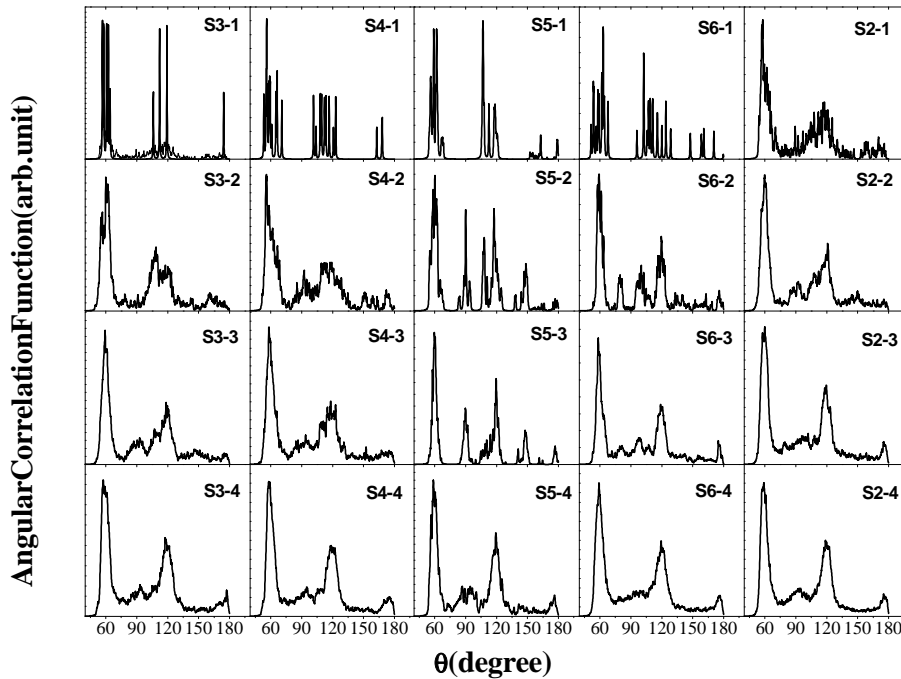 AngularCorrelationFunction(arb.unit)
S3-1 S4-1 S5-1 S6-1 S2-1
S3-2 S4-2 S5-2 S6-2 S2-2
S3-3 S4-3 S5-3 S6-3 S2-3
S3-4 S4-4 S5-4 S6-4 S2-4
60 90 120 150 180 60 90 120 150 180 60 90 120 150 180 60 90 120 150 180 60 90 120 150 180
θ(degree)